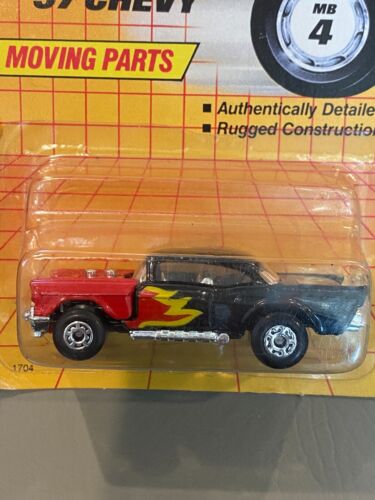 '57 CHEVY
MOVING PARTS
MB
4
▪ Authentically Detaile
▪ Rugged Construction
1704